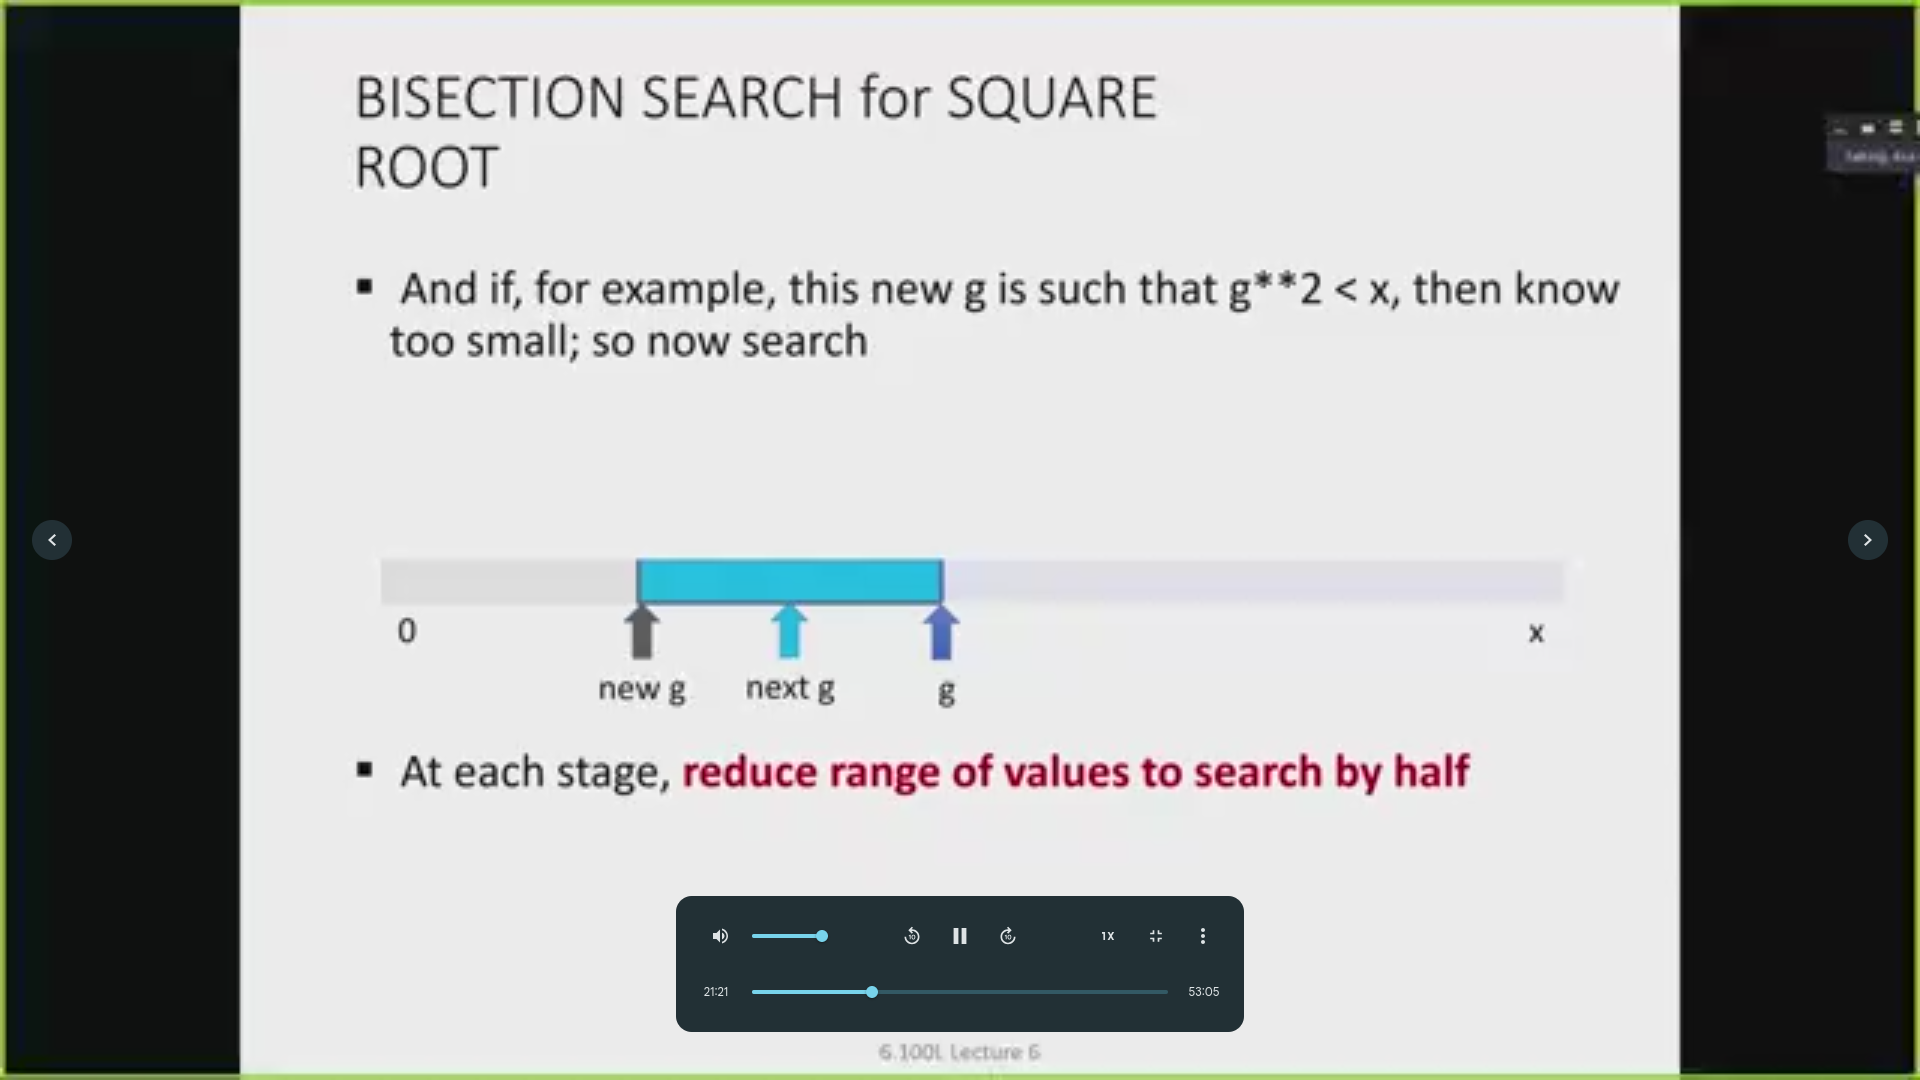 BISECTION SEARCH for SQUARE
ROOT
▪ And if, for example, this new g is such that g**2 < x, then know
too small; so now search
0
x
new g
next g
g
▪ At each stage, reduce range of values to search by half
10
10
1X
21:21
53:05
6.100L Lecture 6